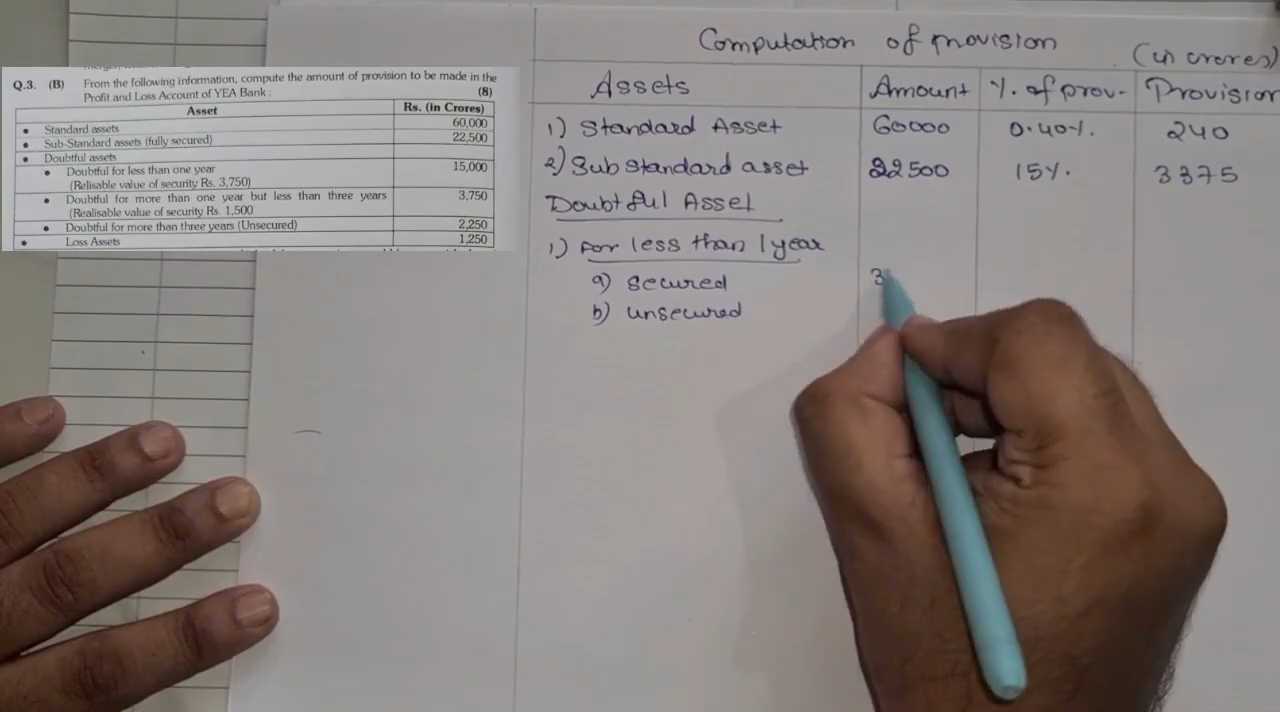 Q.3. (B) From the following information, compute the amount of provision to be made in the
Profit and Loss Account of YEA Bank : (8)
Asset Rs. (in Crores)
• Standard assets 60,000
• Sub-Standard assets (fully secured) 22,500
• Doubtful assets
• Doubtful for less than one year 15,000
(Relisable value of security Rs. 3,750)
• Doubtful for more than one year but less than three years 3,750
(Realisable value of security Rs. 1,500
• Doubtful for more than three years (Unsecured) 2,250
• Loss Assets 1,250
Computation of provision
(in crores)
Assets Amount % of prov. Provision
1) Standard Asset 60000 0.40%. 240
2) Sub Standard asset 22500 15%. 3375
Doubtful Asset
1) For less than 1 year
a) secured 3
b) unsecured